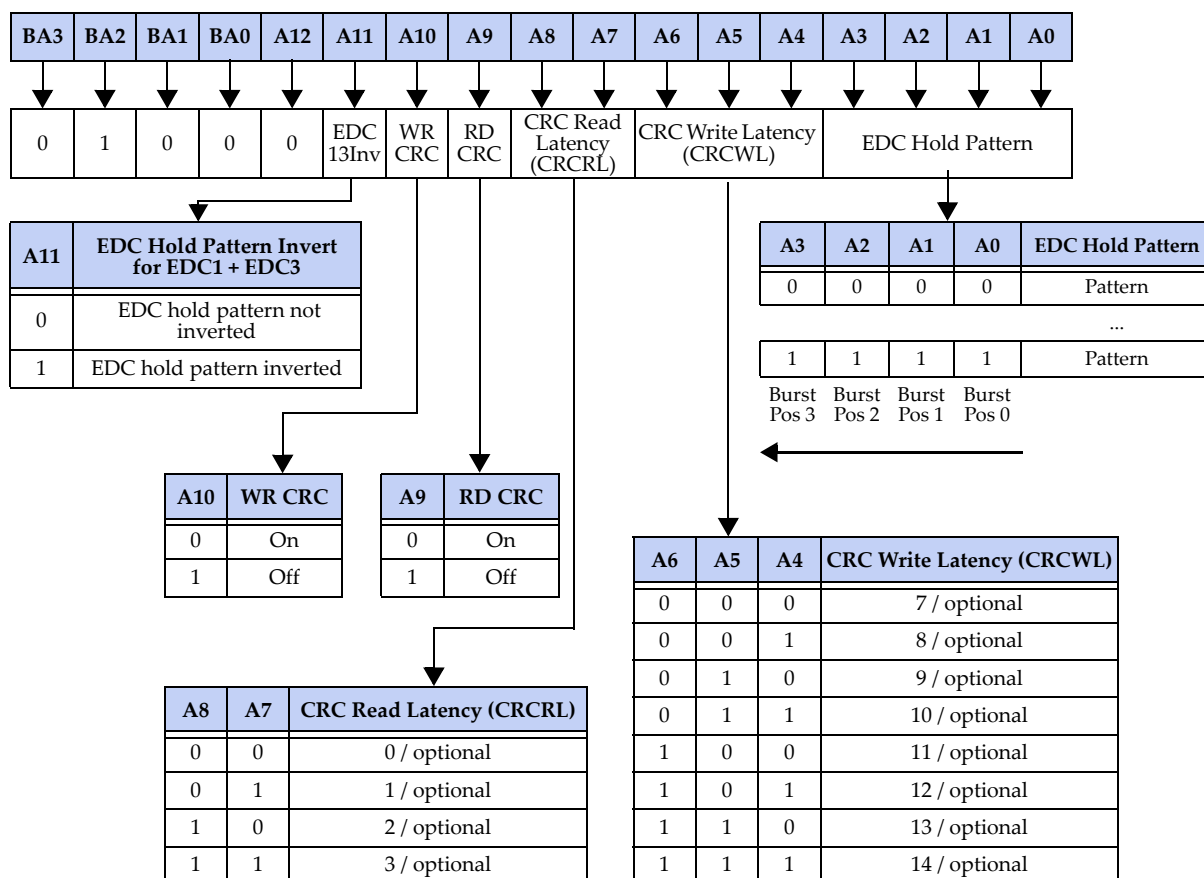 BA3 BA2 BA1 BA0 A12 A11 A10 A9 A8 A7 A6 A5 A4 A3 A2 A1 A0
0 1 0 0 0
EDC
13Inv
WR
CRC
RD
CRC
CRC Read
Latency
(CRCRL)
CRC Write Latency
(CRCWL)
EDC Hold Pattern
A11
EDC Hold Pattern Invert
for EDC1 + EDC3
0
EDC hold pattern not
inverted
1 EDC hold pattern inverted
A3 A2 A1 A0 EDC Hold Pattern
0 0 0 0 Pattern
...
1 1 1 1 Pattern
Burst Burst Burst Burst
Pos 3 Pos 2 Pos 1 Pos 0
A10 WR CRC
0 On
1 Off
A9 RD CRC
0 On
1 Off
A6 A5 A4 CRC Write Latency (CRCWL)
0 0 0 7 / optional
0 0 1 8 / optional
0 1 0 9 / optional
0 1 1 10 / optional
1 0 0 11 / optional
1 0 1 12 / optional
1 1 0 13 / optional
1 1 1 14 / optional
A8 A7 CRC Read Latency (CRCRL)
0 0 0 / optional
0 1 1 / optional
1 0 2 / optional
1 1 3 / optional